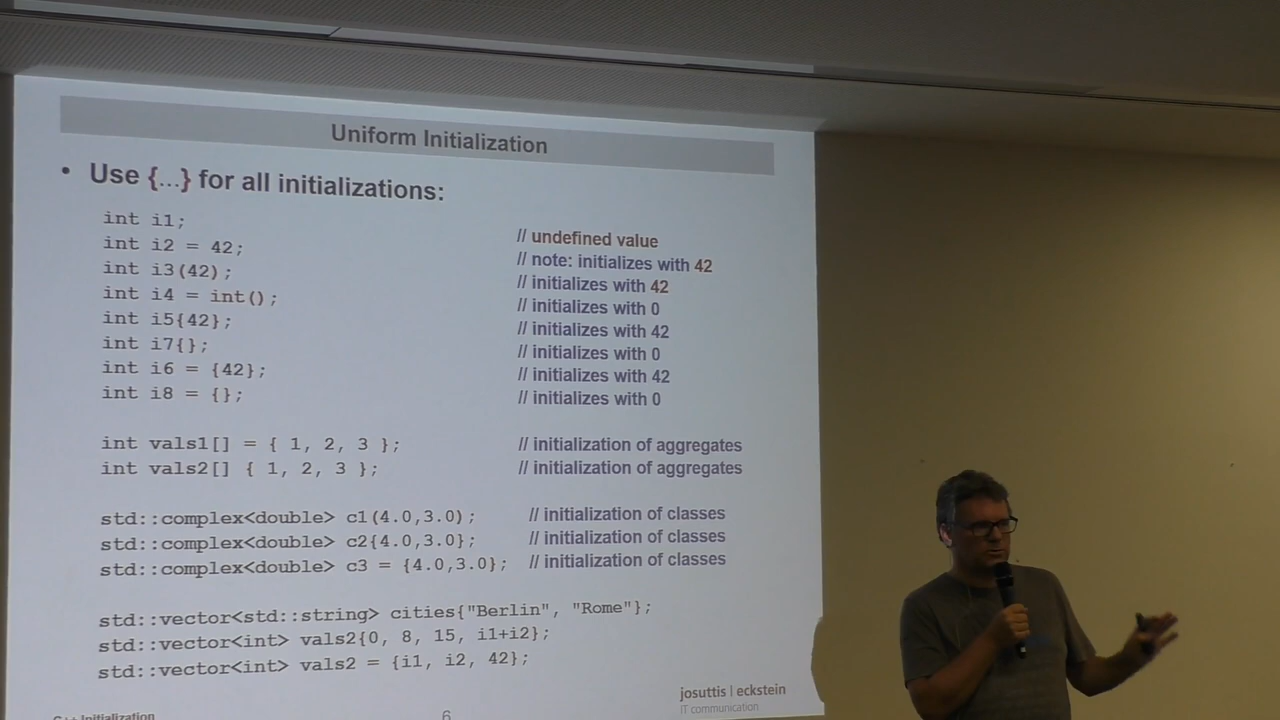 Uniform Initialization
• Use {...} for all initializations:
int i1; // undefined value
int i2 = 42; // note: initializes with 42
int i3(42); // initializes with 42
int i4 = int(); // initializes with 0
int i5{42}; // initializes with 42
int i7{}; // initializes with 0
int i6 = {42}; // initializes with 42
int i8 = {}; // initializes with 0
int vals1[] = { 1, 2, 3 }; // initialization of aggregates
int vals2[] { 1, 2, 3 }; // initialization of aggregates
std::complex<double> c1(4.0,3.0); // initialization of classes
std::complex<double> c2{4.0,3.0}; // initialization of classes
std::complex<double> c3 = {4.0,3.0}; // initialization of classes
std::vector<std::string> cities{"Berlin", "Rome"};
std::vector<int> vals2{0, 8, 15, i1+i2};
std::vector<int> vals2 = {i1, i2, 42};
josuttis | eckstein
IT communication
C++ Initialization
6